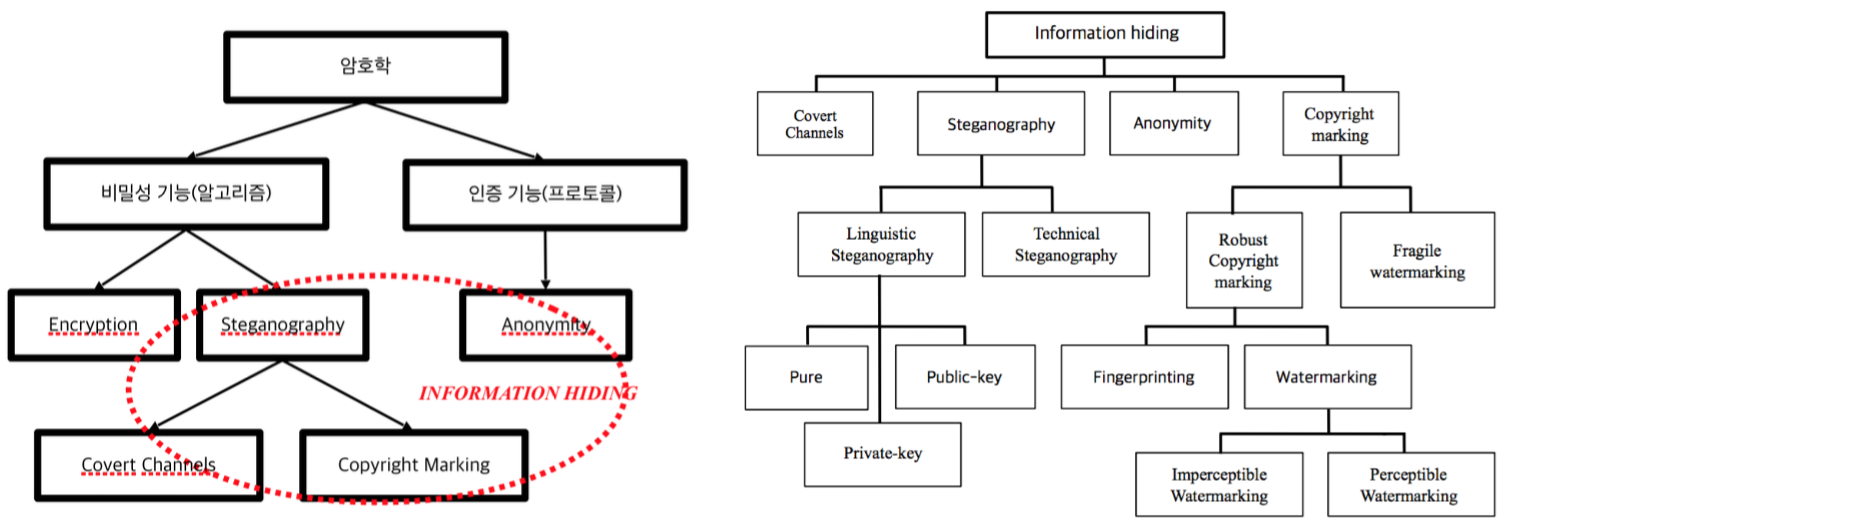 암호학
비밀성 기능(알고리즘)
인증 기능(프로토콜)
Encryption
Steganography
Anonymity
INFORMATION HIDING
Covert Channels
Copyright Marking
Information hiding
Covert
Channels
Steganography
Anonymity
Copyright
marking
Linguistic
Steganography
Technical
Steganography
Robust
Copyright
marking
Fragile
watermarking
Pure
Public-key
Fingerprinting
Watermarking
Private-key
Imperceptible
Watermarking
Perceptible
Watermarking